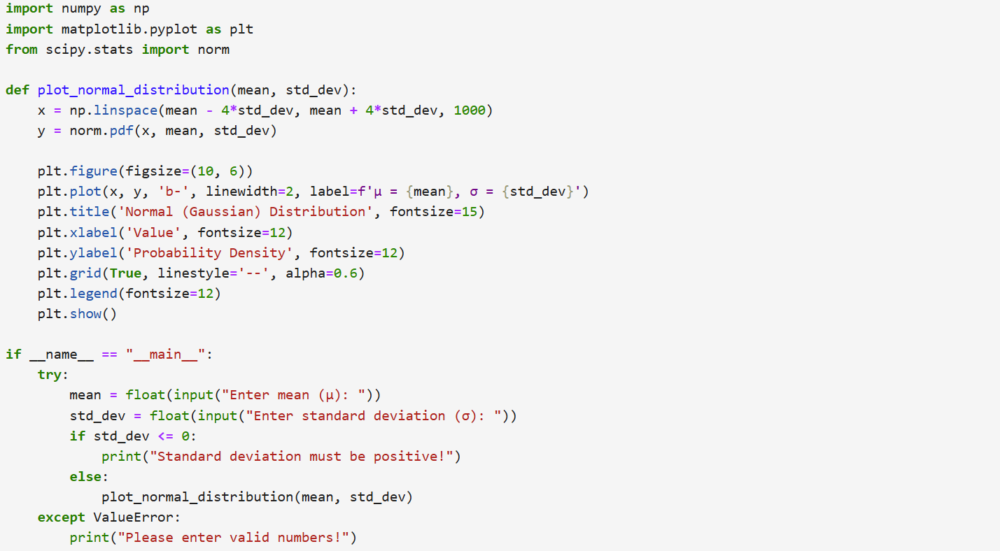 import numpy as np
import matplotlib.pyplot as plt
from scipy.stats import norm

def plot_normal_distribution(mean, std_dev):
    x = np.linspace(mean - 4*std_dev, mean + 4*std_dev, 1000)
    y = norm.pdf(x, mean, std_dev)

    plt.figure(figsize=(10, 6))
    plt.plot(x, y, 'b-', linewidth=2, label=f'μ = {mean}, σ = {std_dev}')
    plt.title('Normal (Gaussian) Distribution', fontsize=15)
    plt.xlabel('Value', fontsize=12)
    plt.ylabel('Probability Density', fontsize=12)
    plt.grid(True, linestyle='--', alpha=0.6)
    plt.legend(fontsize=12)
    plt.show()

if __name__ == "__main__":
    try:
        mean = float(input("Enter mean (μ): "))
        std_dev = float(input("Enter standard deviation (σ): "))
        if std_dev <= 0:
            print("Standard deviation must be positive!")
        else:
            plot_normal_distribution(mean, std_dev)
    except ValueError:
        print("Please enter valid numbers!")